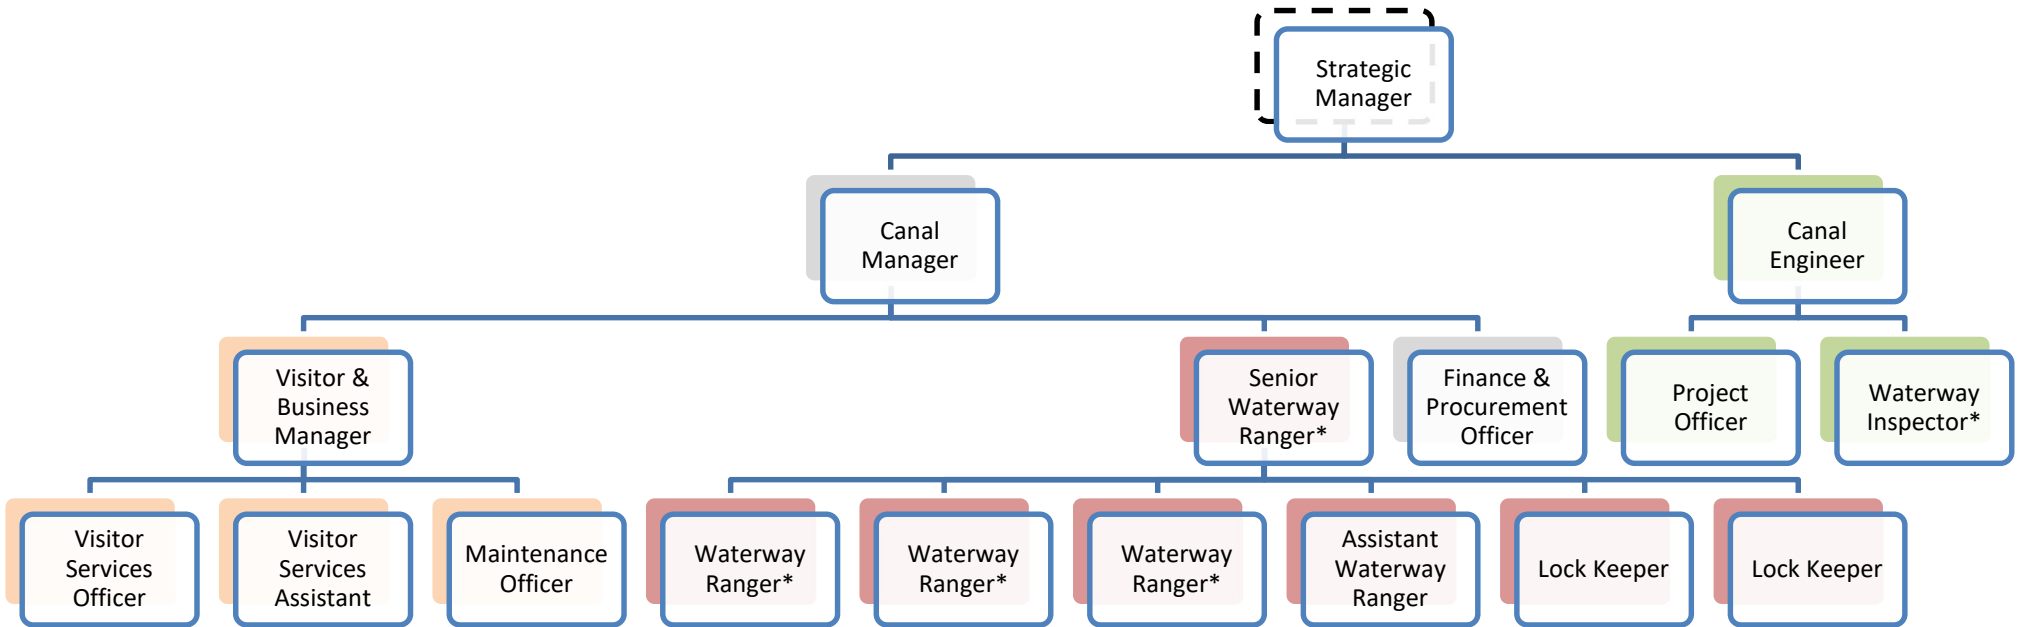 Strategic
Manager
Canal
Manager
Canal
Engineer
Visitor &
Business
Manager
Senior
Waterway
Ranger*
Finance &
Procurement
Officer
Project
Officer
Waterway
Inspector*
Visitor
Services
Officer
Visitor
Services
Assistant
Maintenance
Officer
Waterway
Ranger*
Waterway
Ranger*
Waterway
Ranger*
Assistant
Waterway
Ranger
Lock Keeper
Lock Keeper